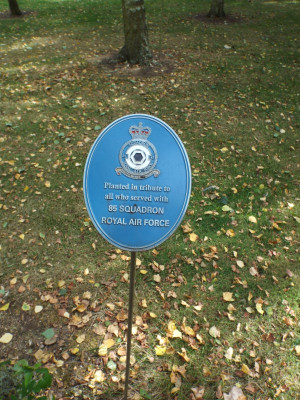 Planted in tribute to
all who served with
85 SQUADRON
ROYAL AIR FORCE